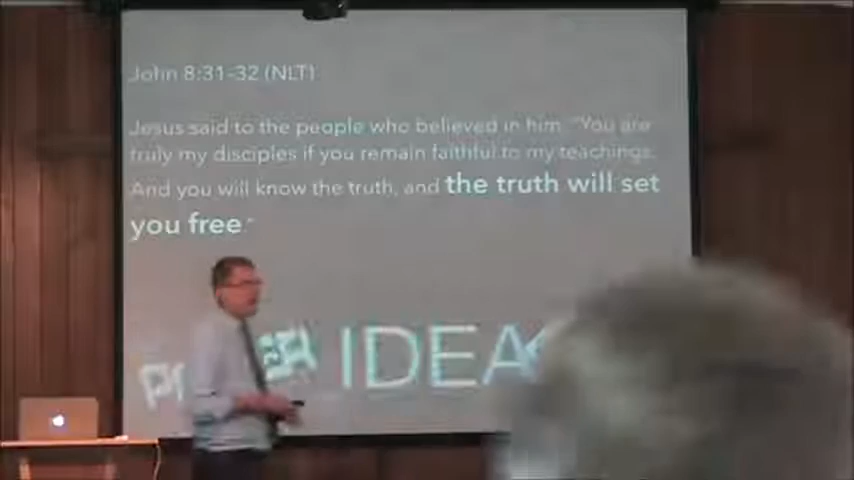 John 8:31-32 (NLT)
Jesus said to the people who believed in him, "You are
truly my disciples if you remain faithful to my teachings.
And you will know the truth, and the truth will set
you free."
IDEA